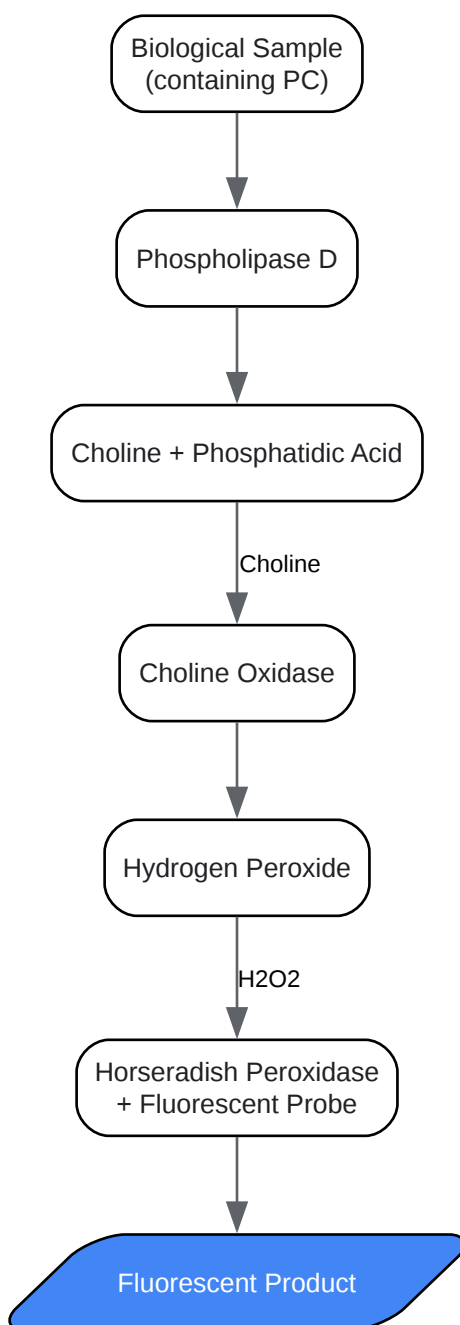 Biological Sample
(containing PC)
Phospholipase D
Choline + Phosphatidic Acid
Choline
Choline Oxidase
Hydrogen Peroxide
H2O2
Horseradish Peroxidase
+ Fluorescent Probe
Fluorescent Product